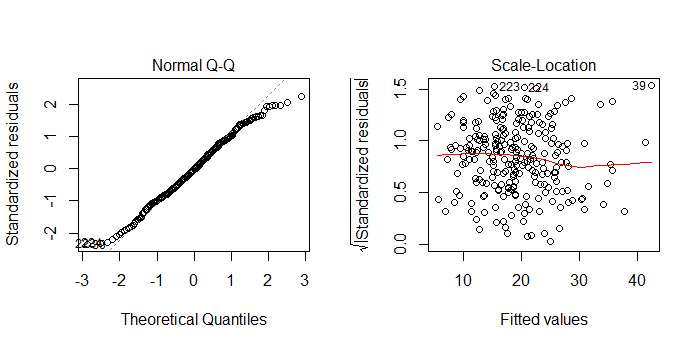 Normal Q-Q
Standardized residuals
2
1
0
-1
-2
-3 -2 -1 0 1 2 3
Theoretical Quantiles
Scale-Location
√|Standardized residuals|
1.5
1.0
0.5
0.0
223 224
39
10 20 30 40
Fitted values